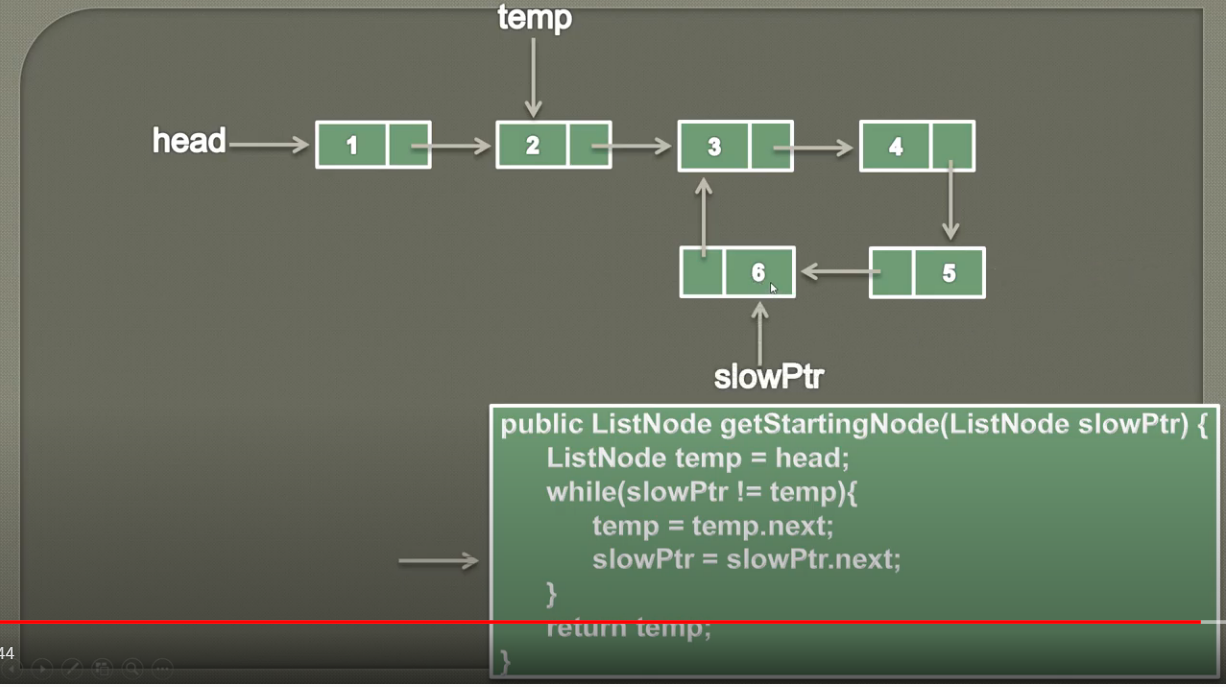 temp
head
1
2
3
4
6
5
slowPtr
public ListNode getStartingNode(ListNode slowPtr) {
ListNode temp = head;
while(slowPtr != temp){
temp = temp.next;
slowPtr = slowPtr.next;
}
return temp;
}
44